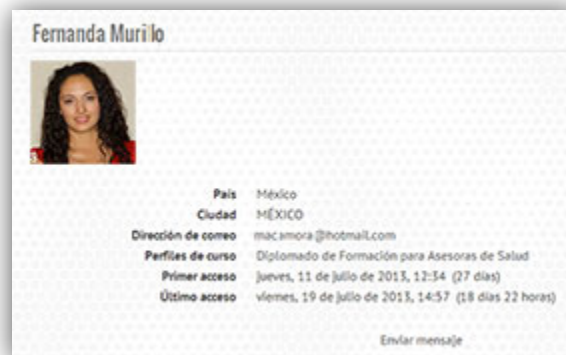 Fernanda Murillo
País México
Ciudad MÉXICO
Dirección de correo macamora@hotmail.com
Perfiles de curso Diplomado de Formación para Asesoras de Salud
Primer acceso jueves, 11 de julio de 2013, 12:34 (27 días)
Último acceso viernes, 19 de julio de 2013, 14:57 (18 días 22 horas)
Enviar mensaje